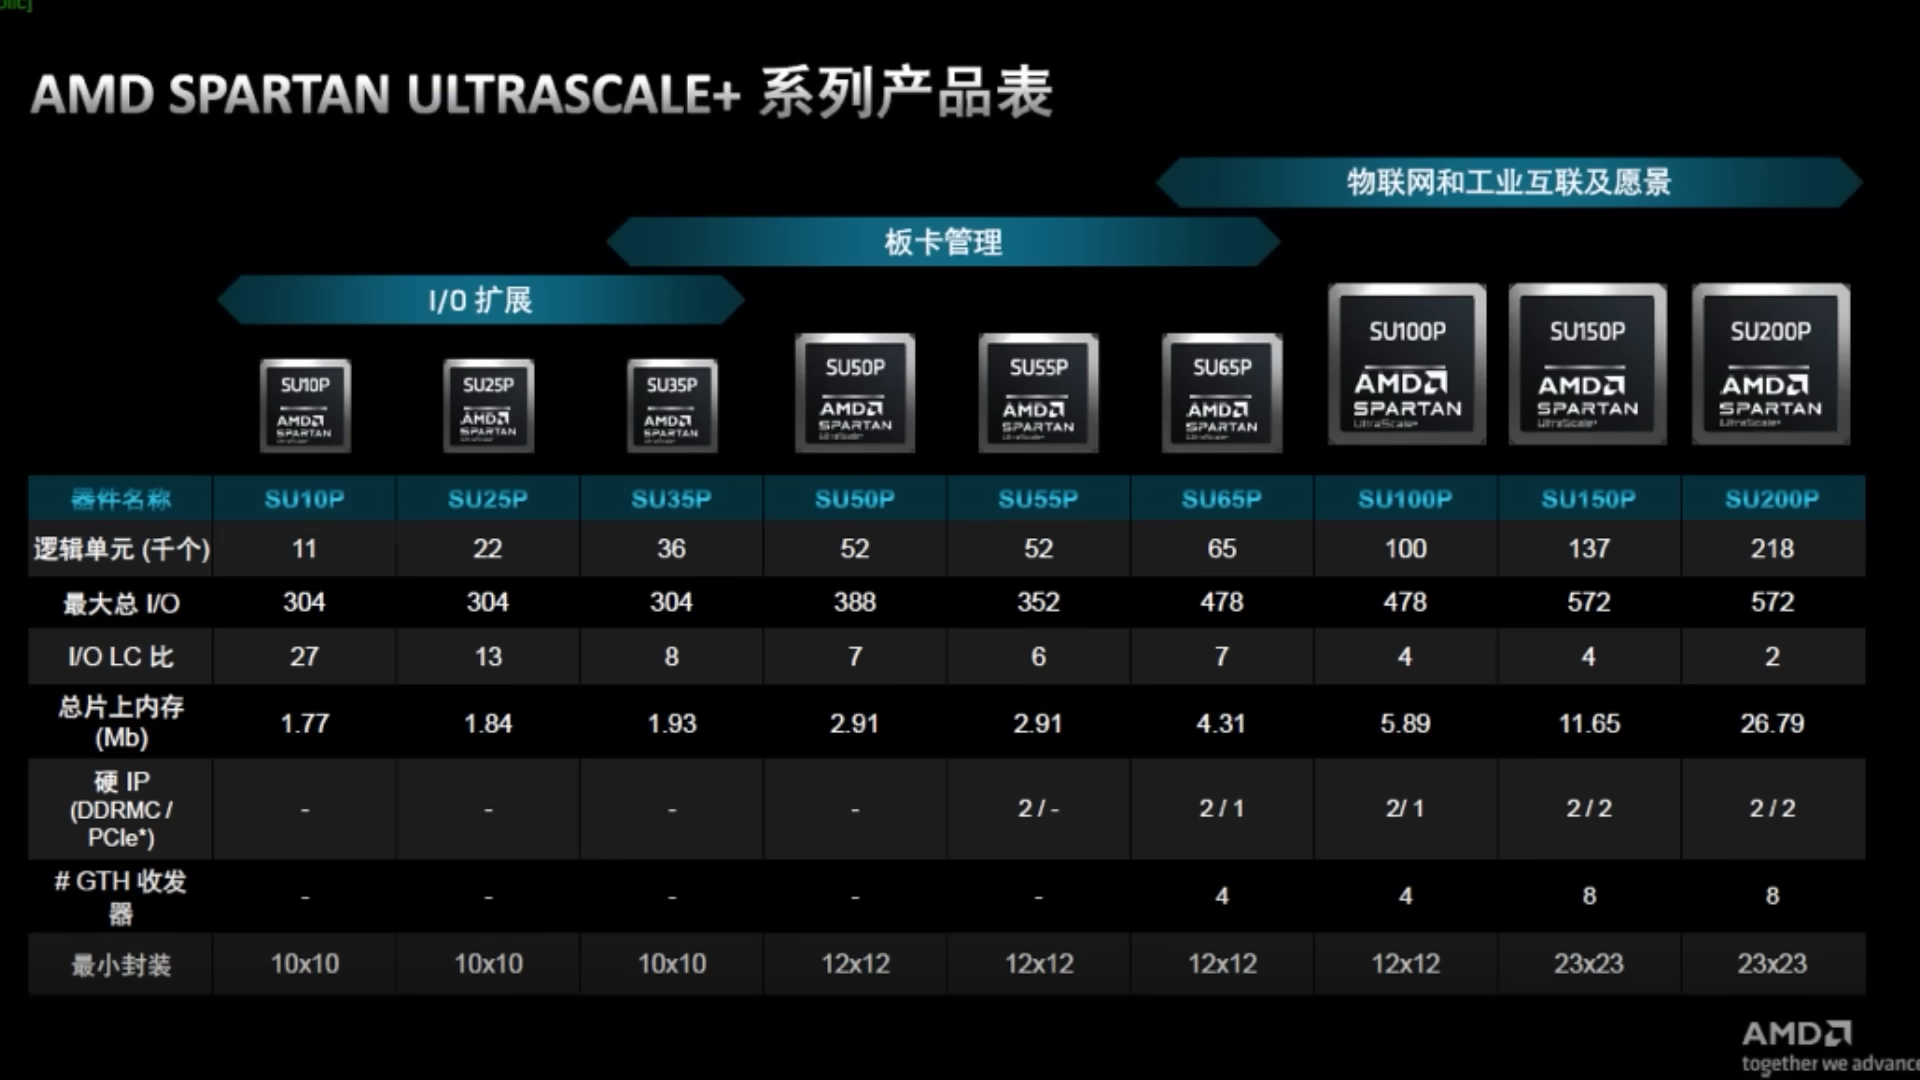 AMD SPARTAN ULTRASCALE+ 系列产品表
物联网和工业互联及愿景
板卡管理
I/O 扩展
SU10P
AMD
SPARTAN
SU25P
AMD
SPARTAN
SU35P
AMD
SPARTAN
SU50P
AMD
SPARTAN
UltraScale+
SU55P
AMD
SPARTAN
UltraScale+
SU65P
AMD
SPARTAN
UltraScale+
SU100P
AMD
SPARTAN
UltraScale+
SU150P
AMD
SPARTAN
UltraScale+
SU200P
AMD
SPARTAN
UltraScale+
器件名称 SU10P SU25P SU35P SU50P SU55P SU65P SU100P SU150P SU200P
逻辑单元 (千个) 11 22 36 52 52 65 100 137 218
最大总 I/O 304 304 304 388 352 478 478 572 572
I/O LC 比 27 13 8 7 6 7 4 4 2
总片上内存
(Mb) 1.77 1.84 1.93 2.91 2.91 4.31 5.89 11.65 26.79
硬 IP
(DDRMC /
PCIe*) - - - - 2 / - 2 / 1 2/ 1 2 / 2 2 / 2
# GTH 收发
器 - - - - - 4 4 8 8
最小封装 10x10 10x10 10x10 12x12 12x12 12x12 12x12 23x23 23x23
AMD
together we advance